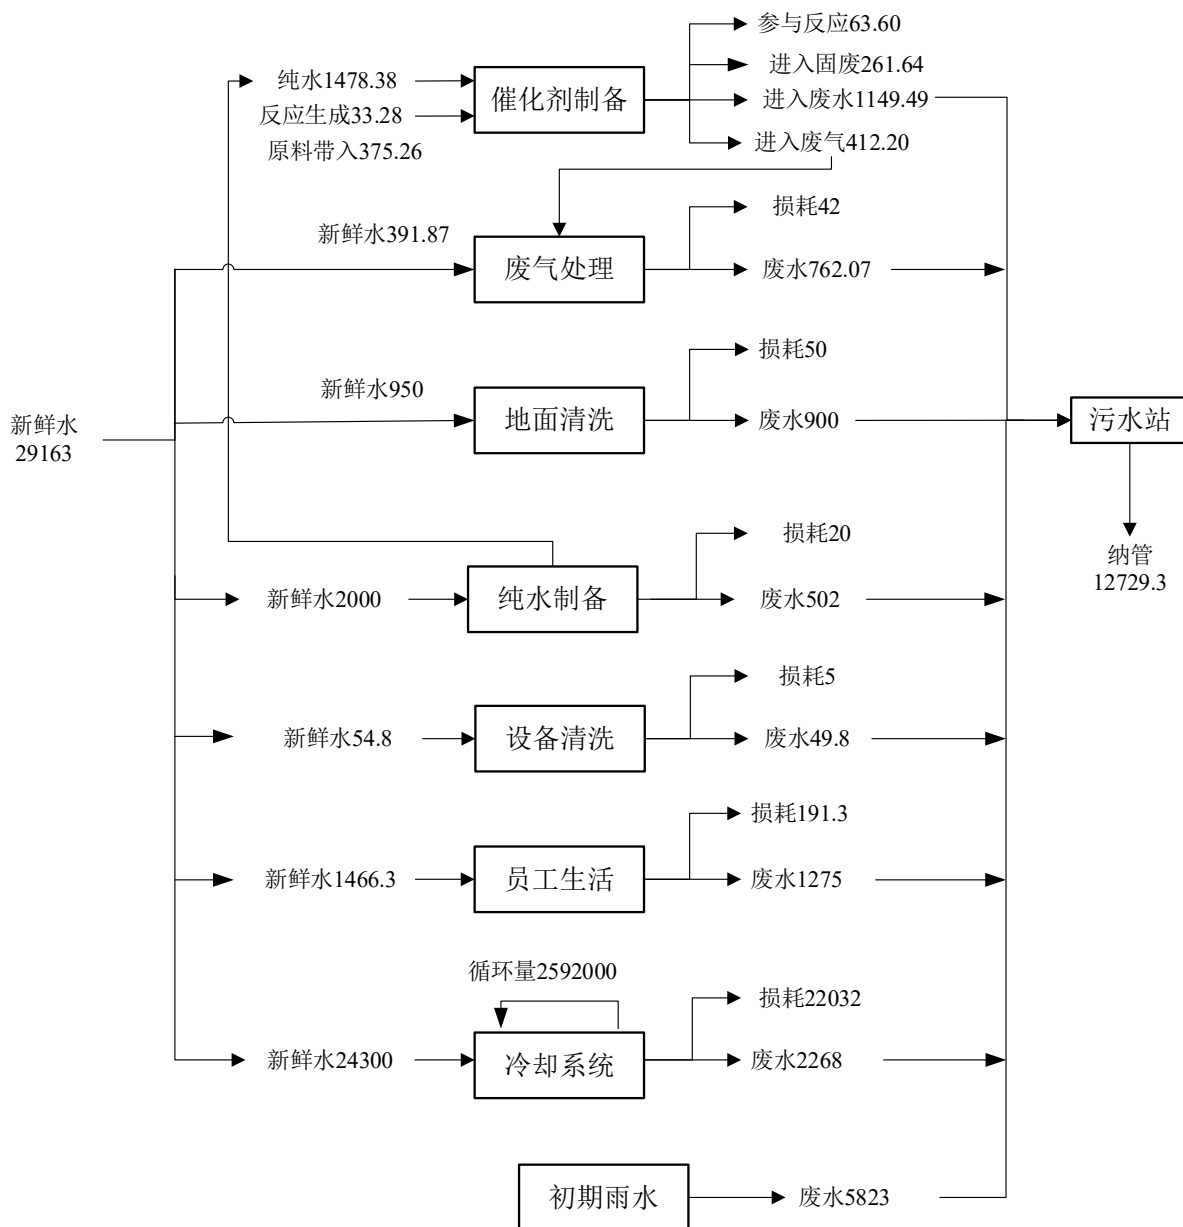 参与反应63.60
纯水1478.38
催化剂制备
进入固废261.64
进入废水1149.49
反应生成33.28
原料带入375.26
进入废气412.20
损耗42
新鲜水391.87
废气处理
废水762.07
损耗50
新鲜水950
地面清洗
废水900
新鲜水
29163
污水站
纳管
12729.3
损耗20
新鲜水2000
纯水制备
废水502
损耗5
新鲜水54.8
设备清洗
废水49.8
损耗191.3
新鲜水1466.3
员工生活
废水1275
循环量2592000
损耗22032
新鲜水24300
冷却系统
废水2268
初期雨水
废水5823